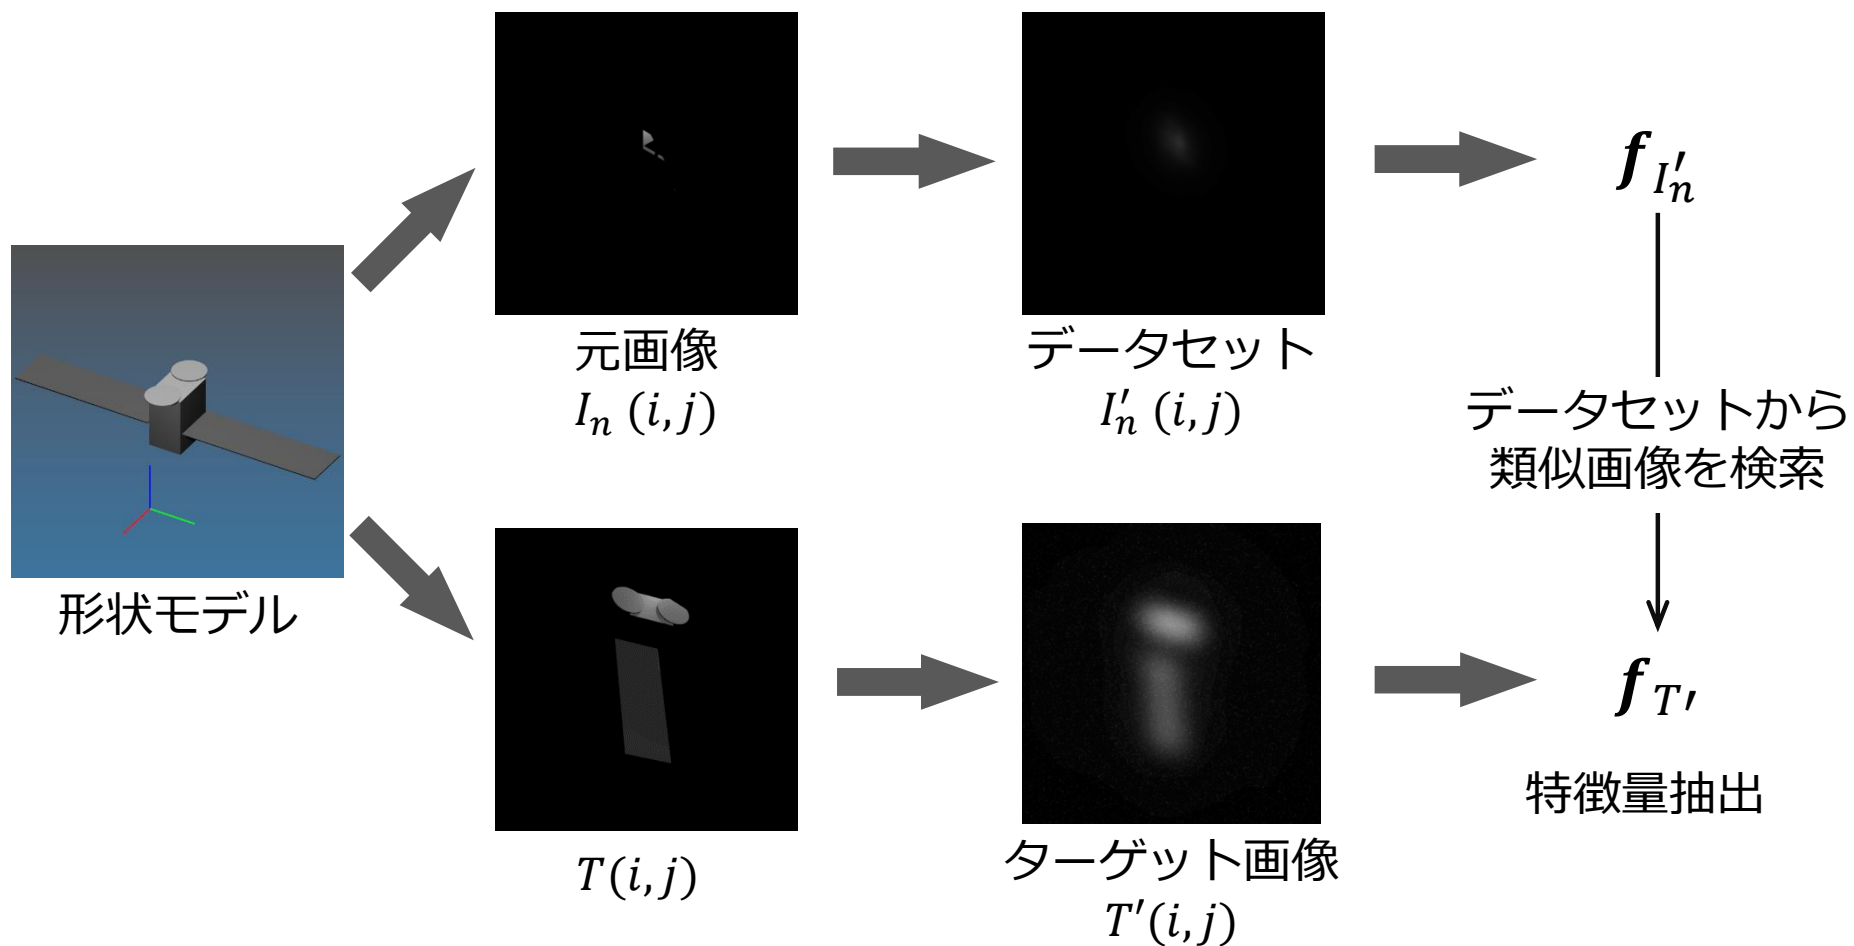 形状モデル
元画像
I_n (i, j)
データセット
I'_n (i, j)
f_{I'_n}
データセットから
類似画像を検索
T(i, j)
ターゲット画像
T'(i, j)
f_{T'}
特徴量抽出